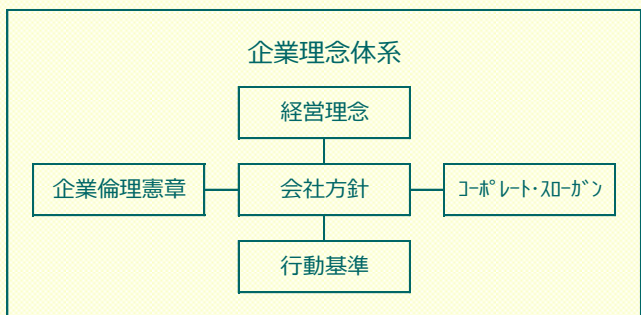 企業理念体系
経営理念
企業倫理憲章
会社方針
ｺｰﾎﾟﾚｰﾄ･ｽﾛｰｶﾞﾝ
行動基準